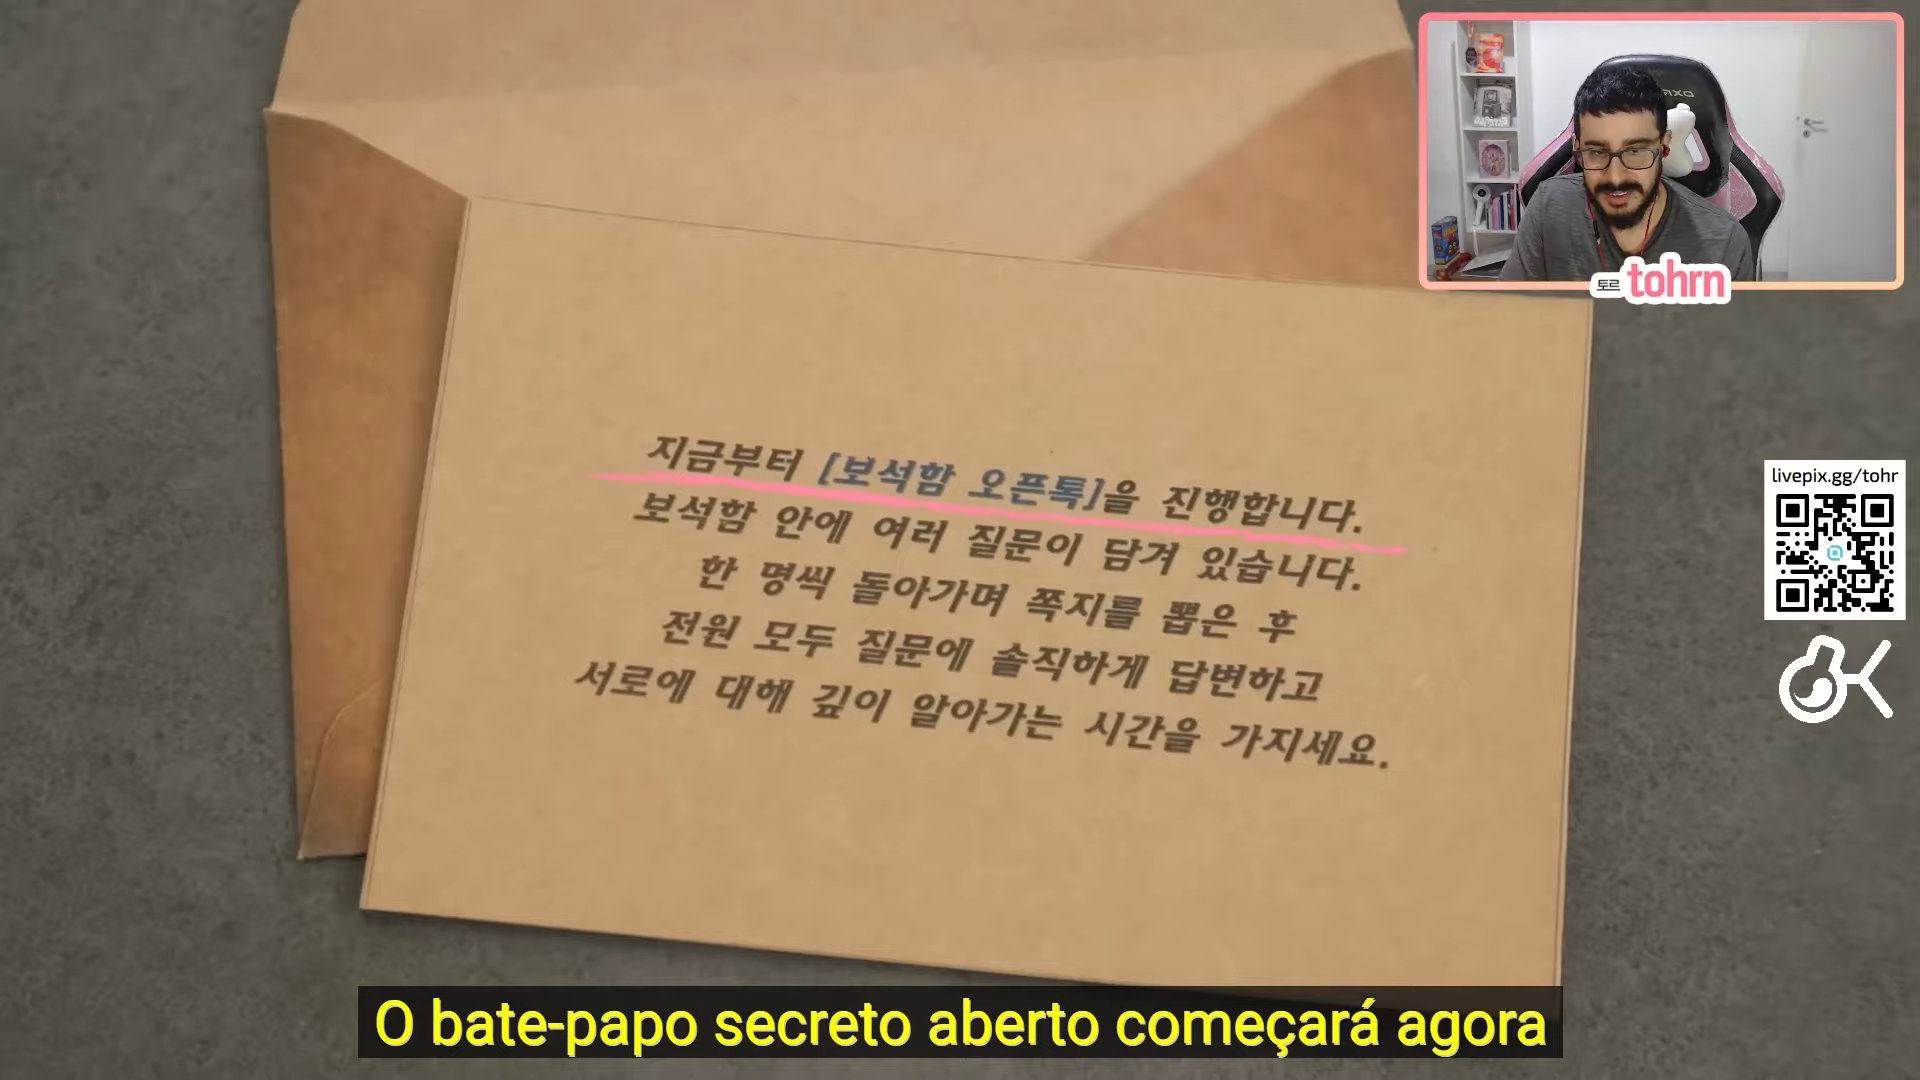 지금부터 [보석함 오픈톡]을 진행합니다.
보석함 안에 여러 질문이 담겨 있습니다.
한 명씩 돌아가며 쪽지를 뽑은 후
전원 모두 질문에 솔직하게 답변하고
서로에 대해 깊이 알아가는 시간을 가지세요.
토르 tohrn
livepix.gg/tohr
O bate-papo secreto aberto começará agora